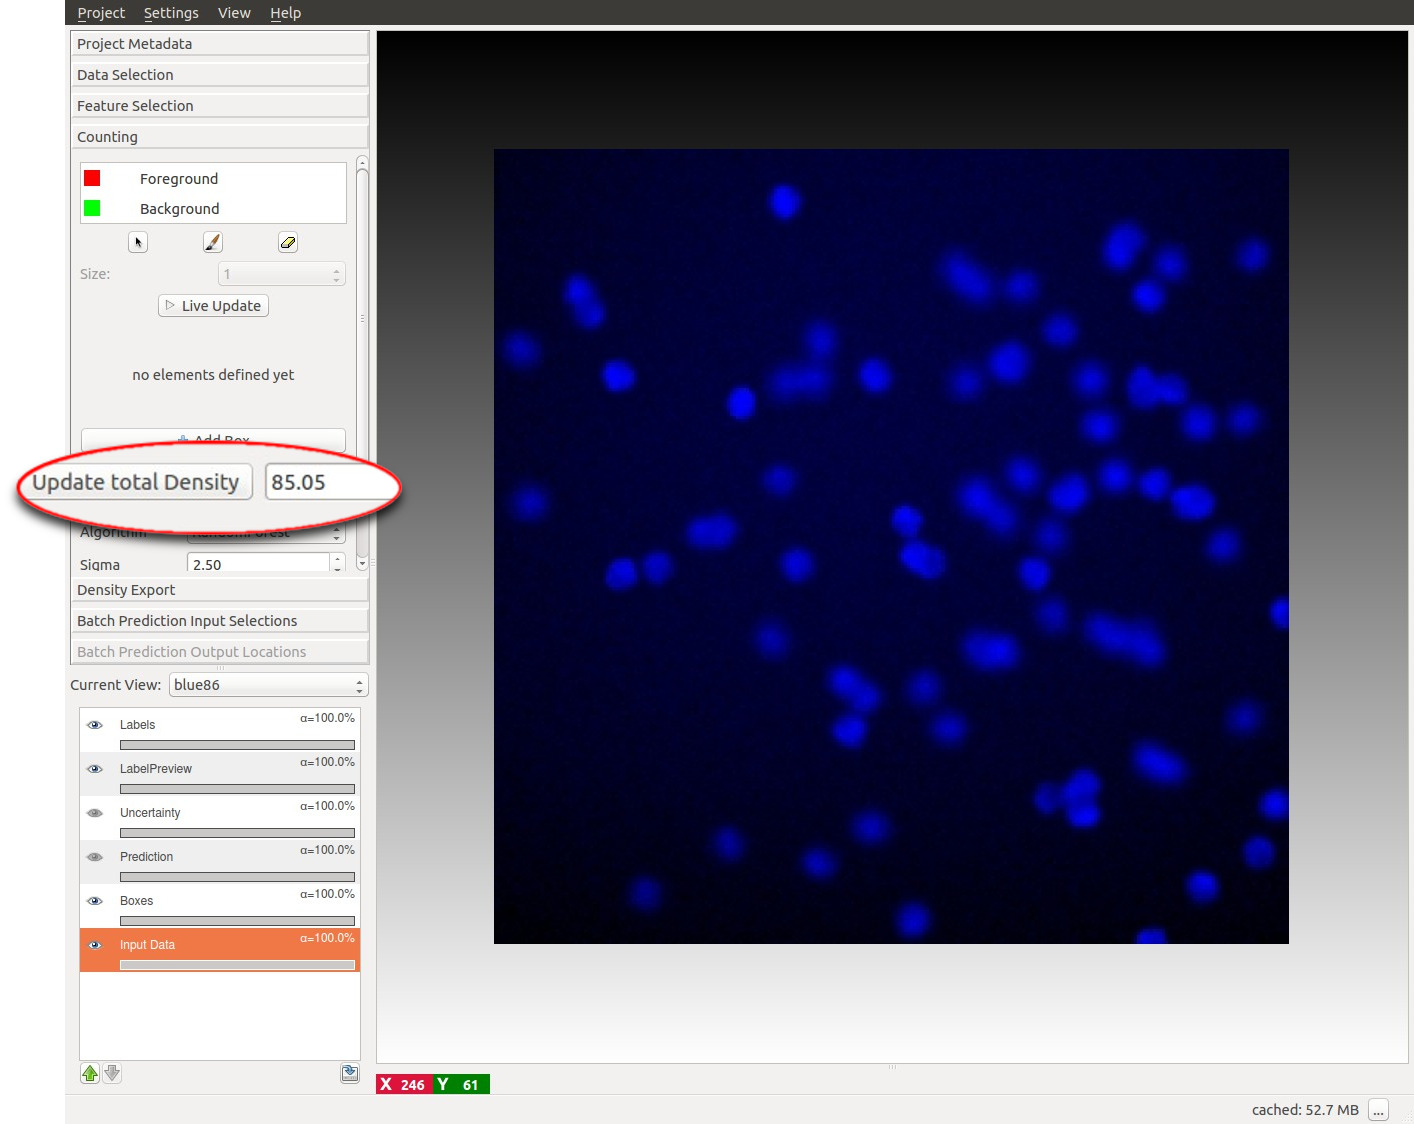 Project Settings View Help
Project Metadata
Data Selection
Feature Selection
Counting
Foreground
Background
Size: 1
Live Update
no elements defined yet
Add Box
Update total Density 85.05
Algorithm RandomForest
Sigma 2.50
Density Export
Batch Prediction Input Selections
Batch Prediction Output Locations
Current View: blue86
Labels α=100.0%
LabelPreview α=100.0%
Uncertainty α=100.0%
Prediction α=100.0%
Boxes α=100.0%
Input Data α=100.0%
X 246 Y 61
cached: 52.7 MB ...